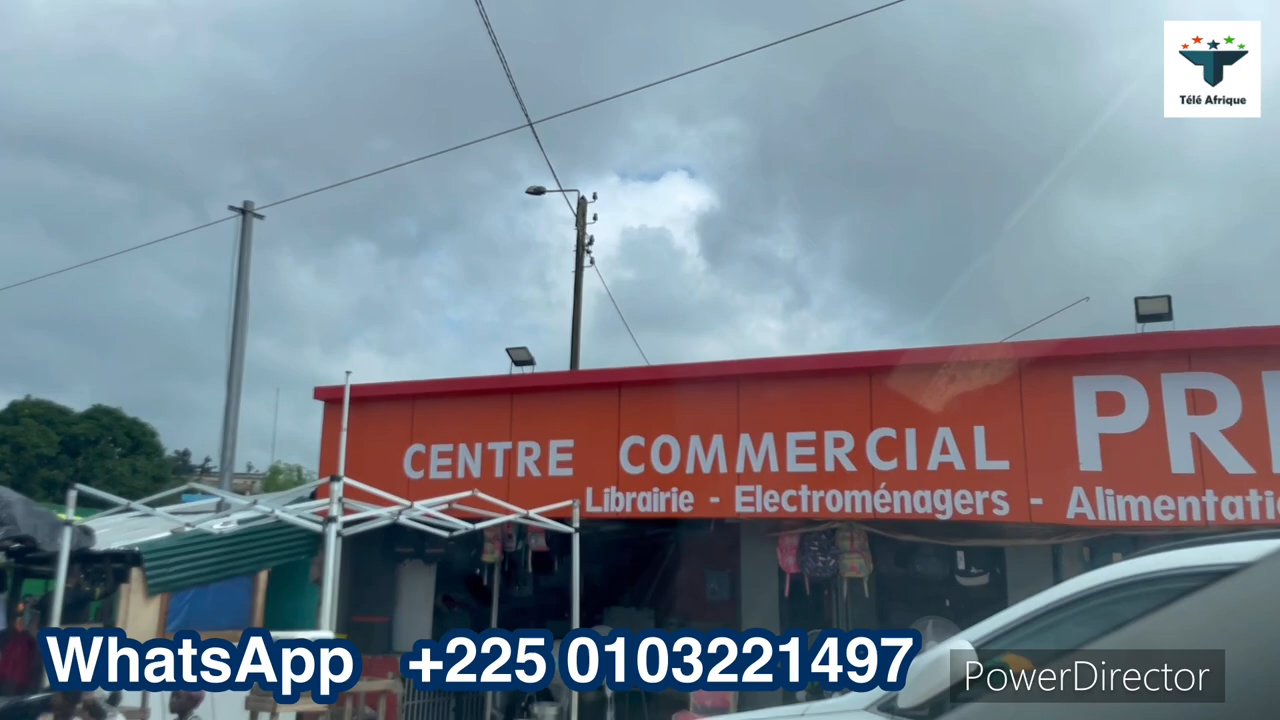 Télé Afrique
CENTRE COMMERCIAL
Librairie - Electroménagers -
WhatsApp +225 0103221497
PowerDirector